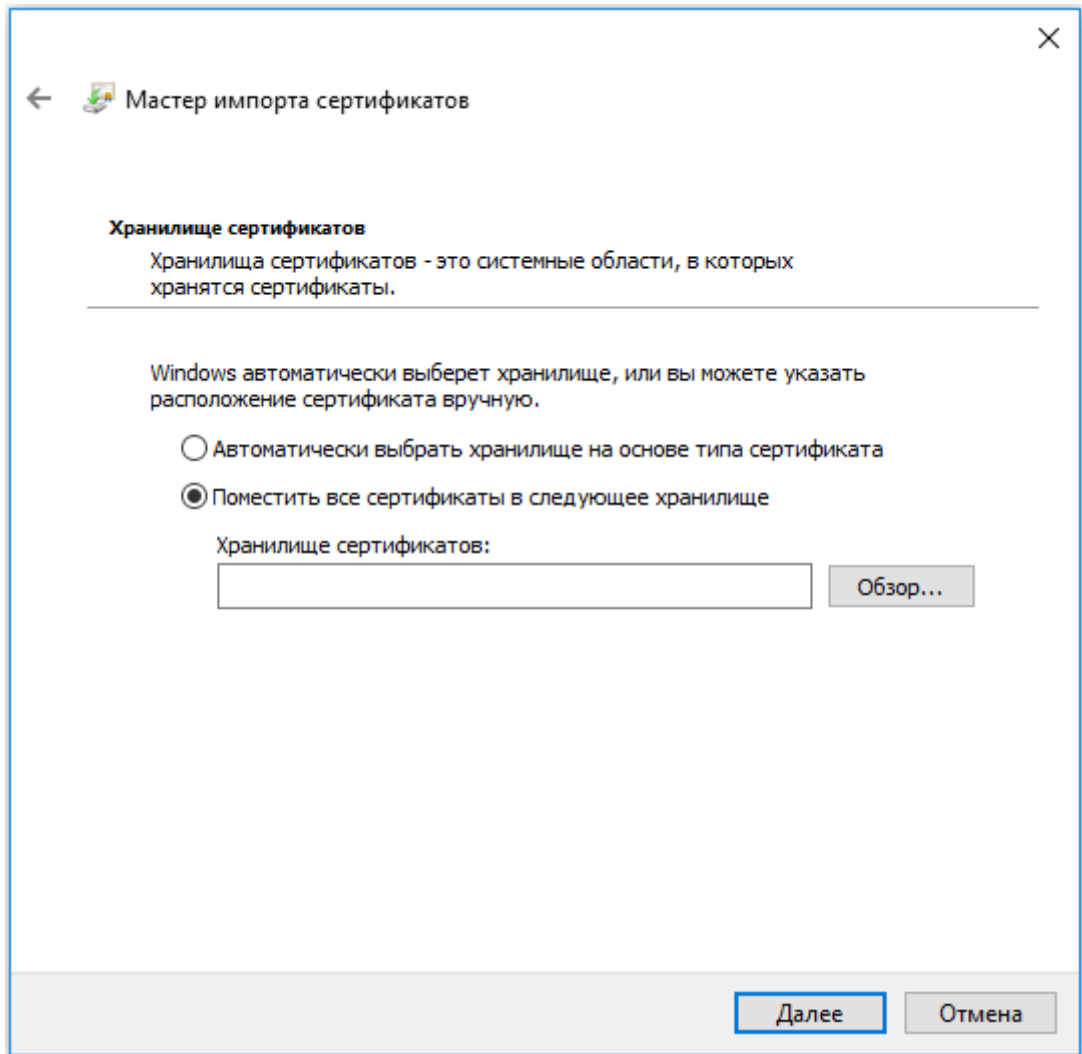 Мастер импорта сертификатов
Хранилище сертификатов
Хранилища сертификатов - это системные области, в которых
хранятся сертификаты.
Windows автоматически выберет хранилище, или вы можете указать
расположение сертификата вручную.
Автоматически выбрать хранилище на основе типа сертификата
Поместить все сертификаты в следующее хранилище
Хранилище сертификатов:
Обзор...
Далее
Отмена